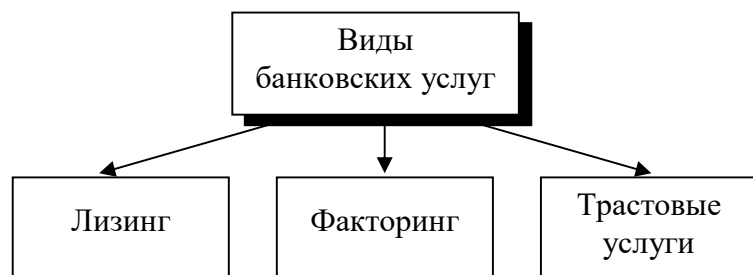 Виды
банковских услуг
Лизинг
Факторинг
Трастовые
услуги